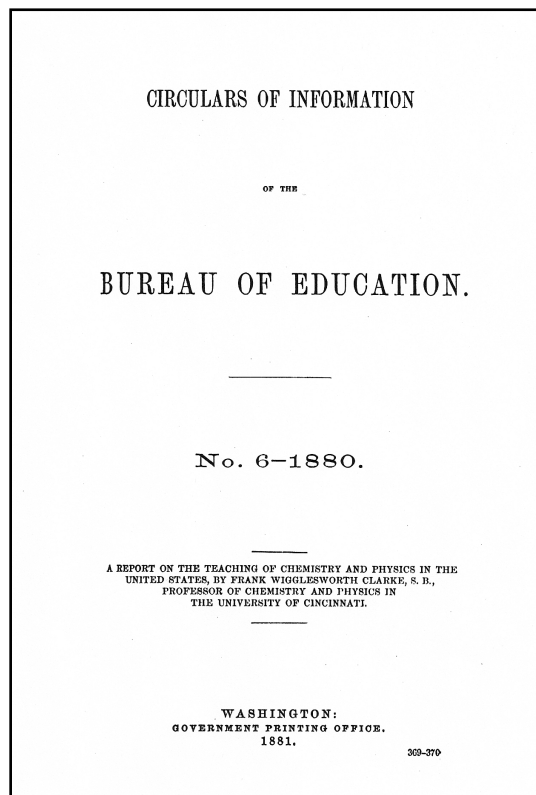 CIRCULARS OF INFORMATION
OF THE
BUREAU OF EDUCATION.
No. 6–1880.
A REPORT ON THE TEACHING OF CHEMISTRY AND PHYSICS IN THE
UNITED STATES, BY FRANK WIGGLESWORTH CLARKE, S. B.,
PROFESSOR OF CHEMISTRY AND PHYSICS IN
THE UNIVERSITY OF CINCINNATI.
WASHINGTON:
GOVERNMENT PRINTING OFFICE.
1881.
369–370